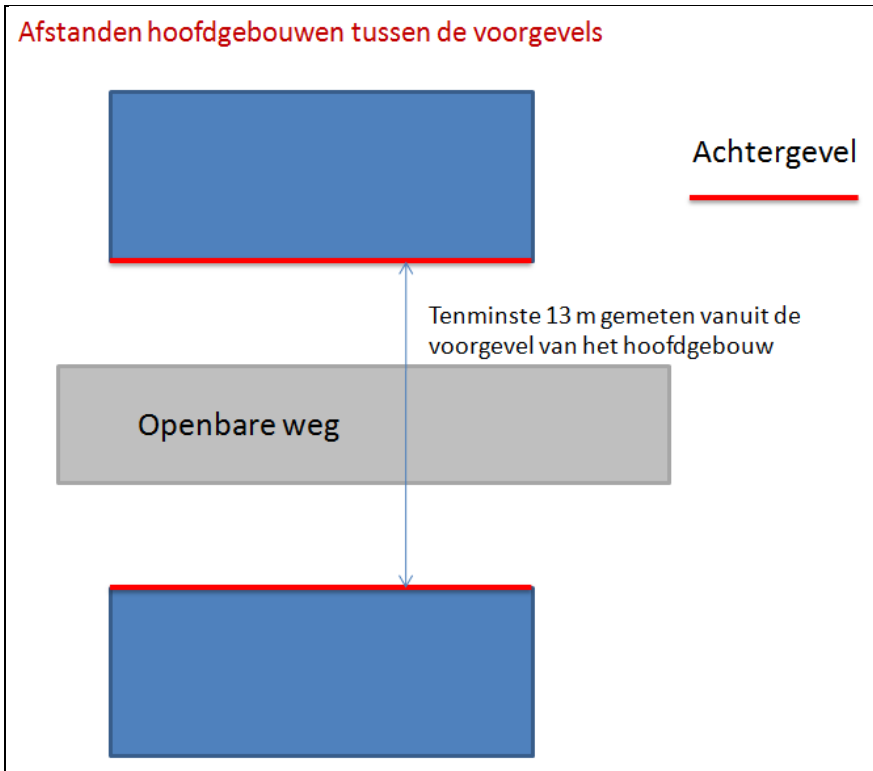 Afstanden hoofdgebouwen tussen de voorgevels
Achtergevel
Tenminste 13 m gemeten vanuit de
voorgevel van het hoofdgebouw
Openbare weg